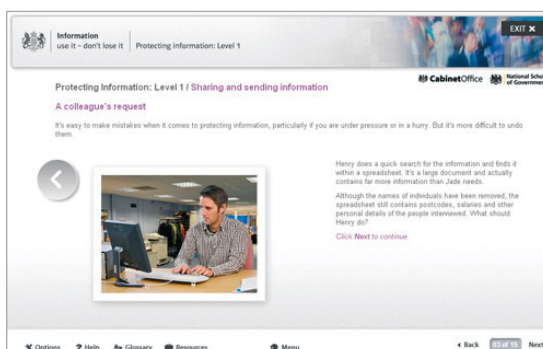 EXIT ✖
Information
use it - don't lose it
Protecting information: Level 1
CabinetOffice
National Schoo
of Governmen
Protecting Information: Level 1 / Sharing and sending information
A colleague's request
It's easy to make mistakes when it comes to protecting information, particularly if you are under pressure or in a hurry. But it's more difficult to undo
them.
Henry does a quick search for the information and finds it
within a spreadsheet. It's a large document and actually
contains far more information than Jade needs.
Although the names of individuals have been removed, the
spreadsheet still contains postcodes, salaries and other
personal details of the people interviewed. What should
Henry do?
Click Next to continue
Options ? Help Glossary Resources Menu Back 03 of 15 Next